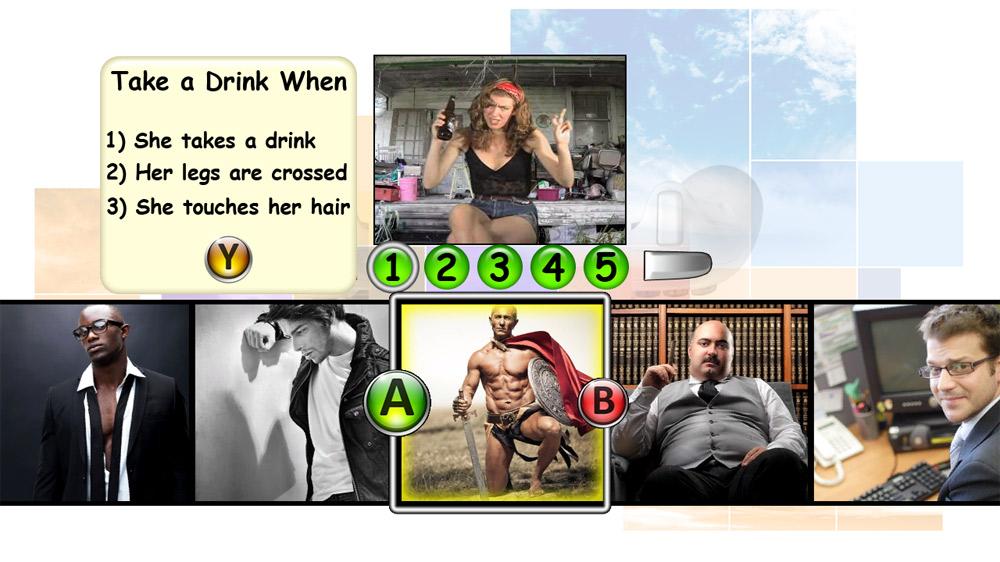 Take a Drink When
1) She takes a drink
2) Her legs are crossed
3) She touches her hair
Y
1 2 3 4 5
A B